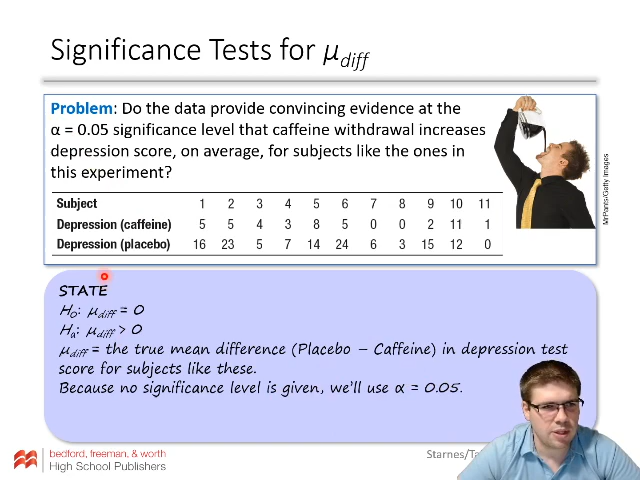 Significance Tests for μdiff
Problem: Do the data provide convincing evidence at the
α = 0.05 significance level that caffeine withdrawal increases
depression score, on average, for subjects like the ones in
this experiment?
Subject 1 2 3 4 5 6 7 8 9 10 11
Depression (caffeine) 5 5 4 3 8 5 0 0 2 11 1
Depression (placebo) 16 23 5 7 14 24 6 3 15 12 0
MrPants/Getty Images
STATE
H0: μdiff = 0
Ha: μdiff > 0
μdiff = the true mean difference (Placebo – Caffeine) in depression test
score for subjects like these.
Because no significance level is given, we'll use α = 0.05.
bedford, freeman, & worth
High School Publishers